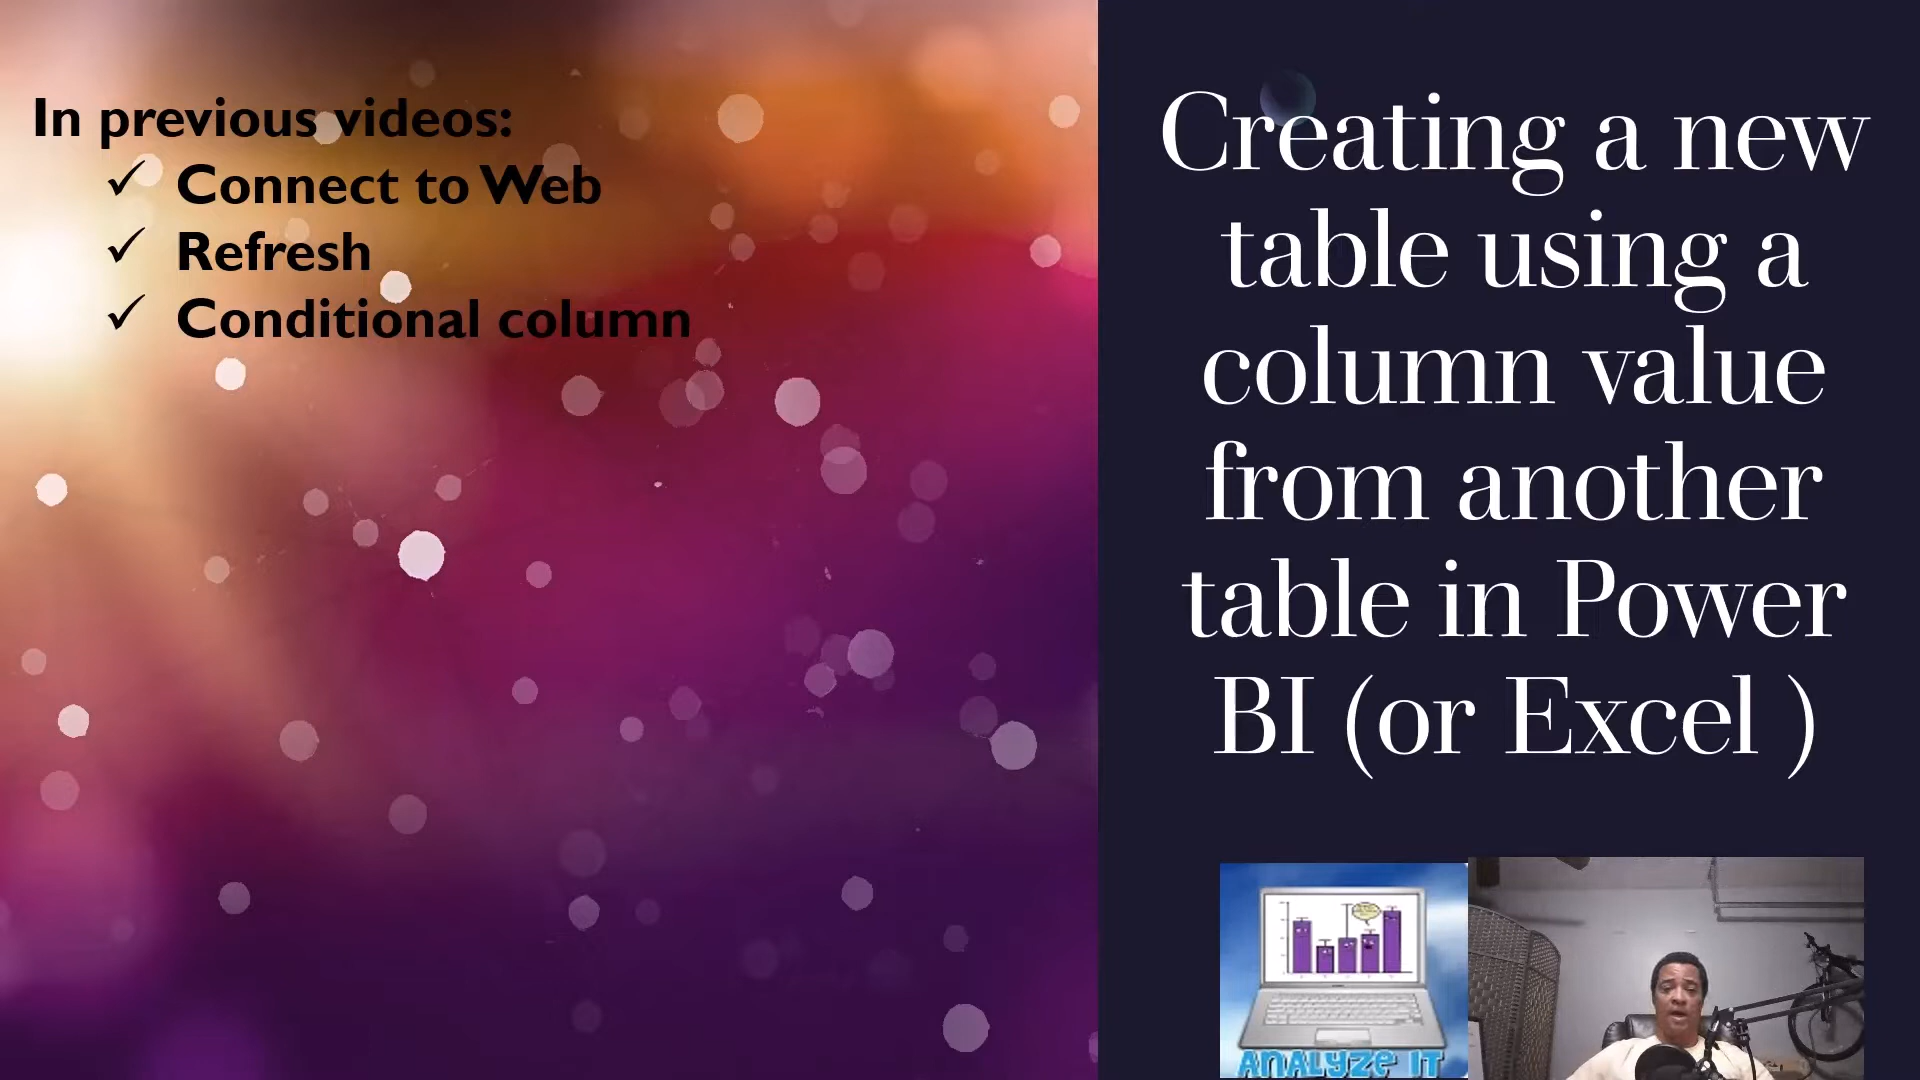 In previous videos:
✓ Connect to Web
✓ Refresh
✓ Conditional column
Creating a new
table using a
column value
from another
table in Power
BI (or Excel )
ANALYZE IT